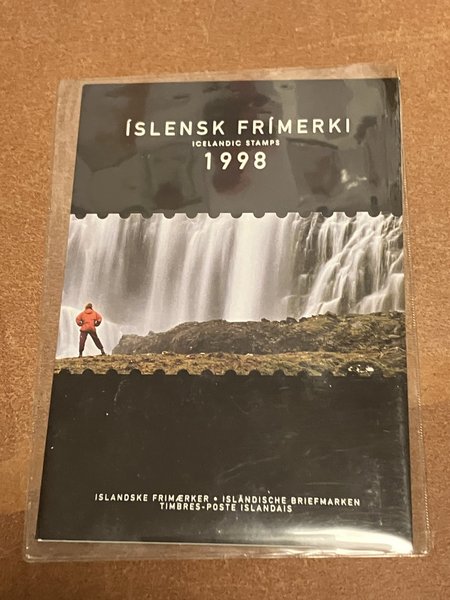 ÍSLENSK FRÍMERKI
ICELANDIC STAMPS
1998
ISLANDSKE FRIMÆRKER • ISLÄNDISCHE BRIEFMARKEN
TIMBRES-POSTE ISLANDAIS